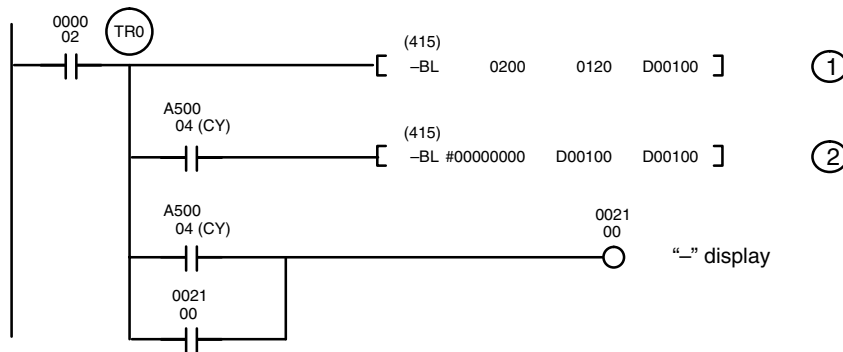 0000
02
TR0
(415)
–BL 0200 0120 D00100
1
A500
04 (CY)
(415)
–BL #00000000 D00100 D00100
2
A500
04 (CY)
0021
00
“–” display
0021
00